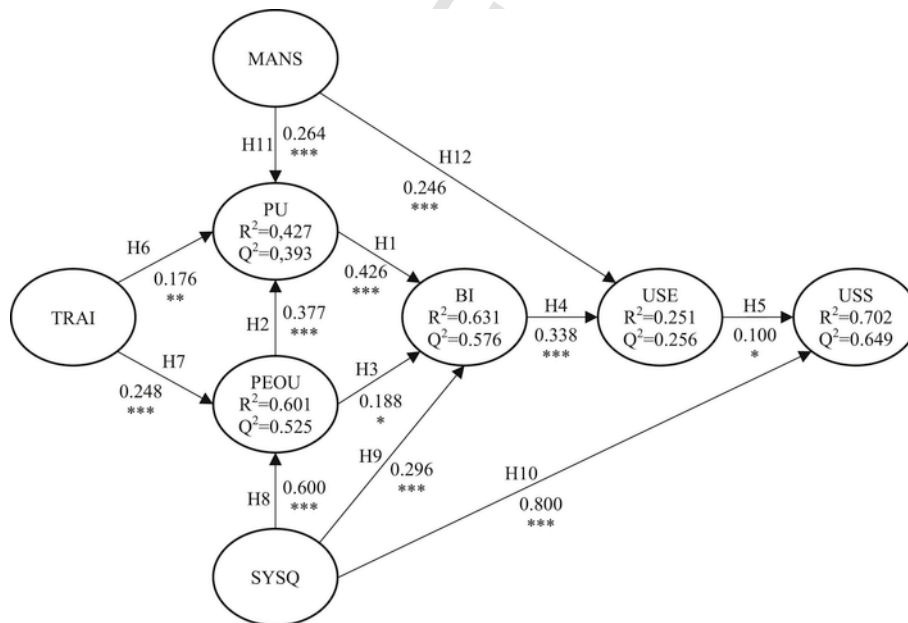 MANS
H11
0.264
***
H12
0.246
***
PU
R²=0,427
Q²=0,393
H6
0.176
**
H1
0.426
***
TRAI
H2
0.377
***
BI
R²=0.631
Q²=0.576
H4
0.338
***
USE
R²=0.251
Q²=0.256
H5
0.100
*
USS
R²=0.702
Q²=0.649
H7
0.248
***
PEOU
R²=0.601
Q²=0.525
H3
0.188
*
H8
0.600
***
H9
0.296
***
H10
0.800
***
SYSQ